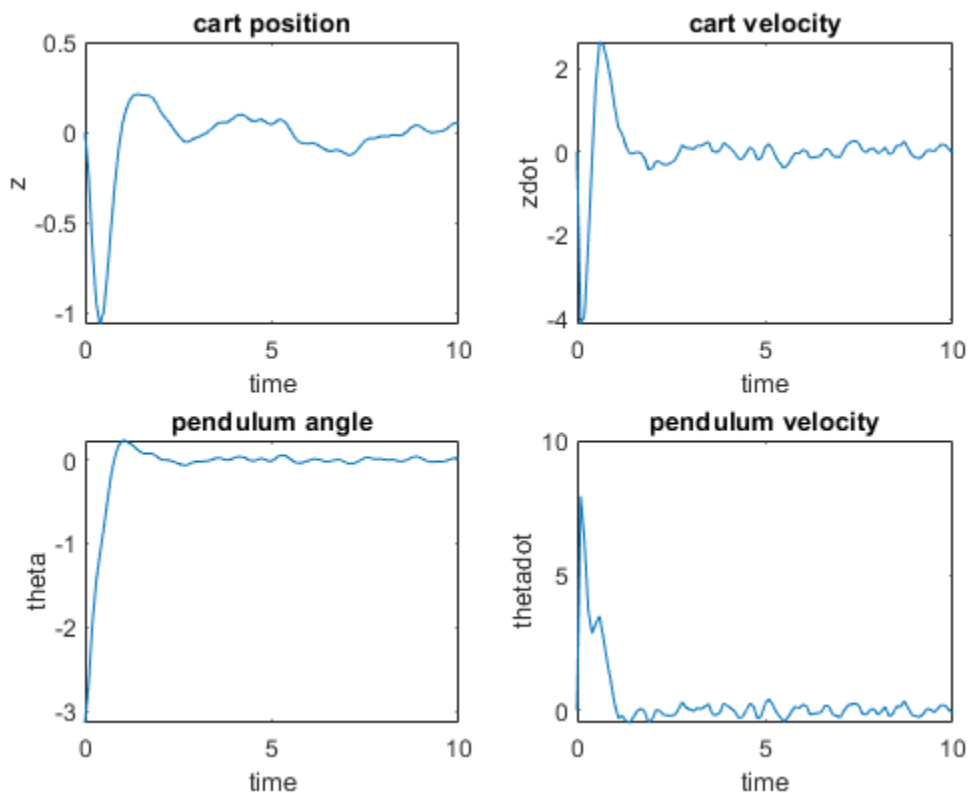 cart position
0.5
0
-0.5
-1
z
0
5
10
time
cart velocity
2
0
-2
-4
zdot
0
5
10
time
pendulum angle
0
-1
-2
-3
theta
0
5
10
time
pendulum velocity
10
5
0
thetadot
0
5
10
time